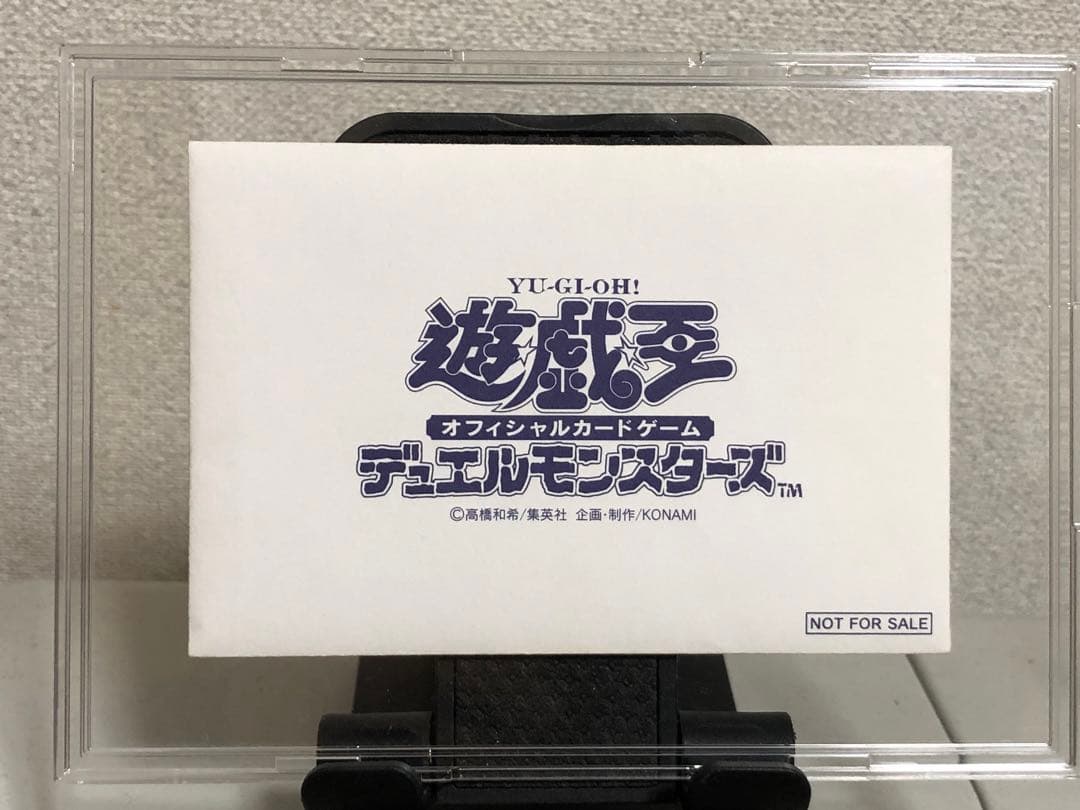 YU-GI-OH!
遊☆戯☆王
オフィシャルカードゲーム
デュエルモンスターズTM
©高橋和希/集英社 企画・制作/KONAMI
NOT FOR SALE